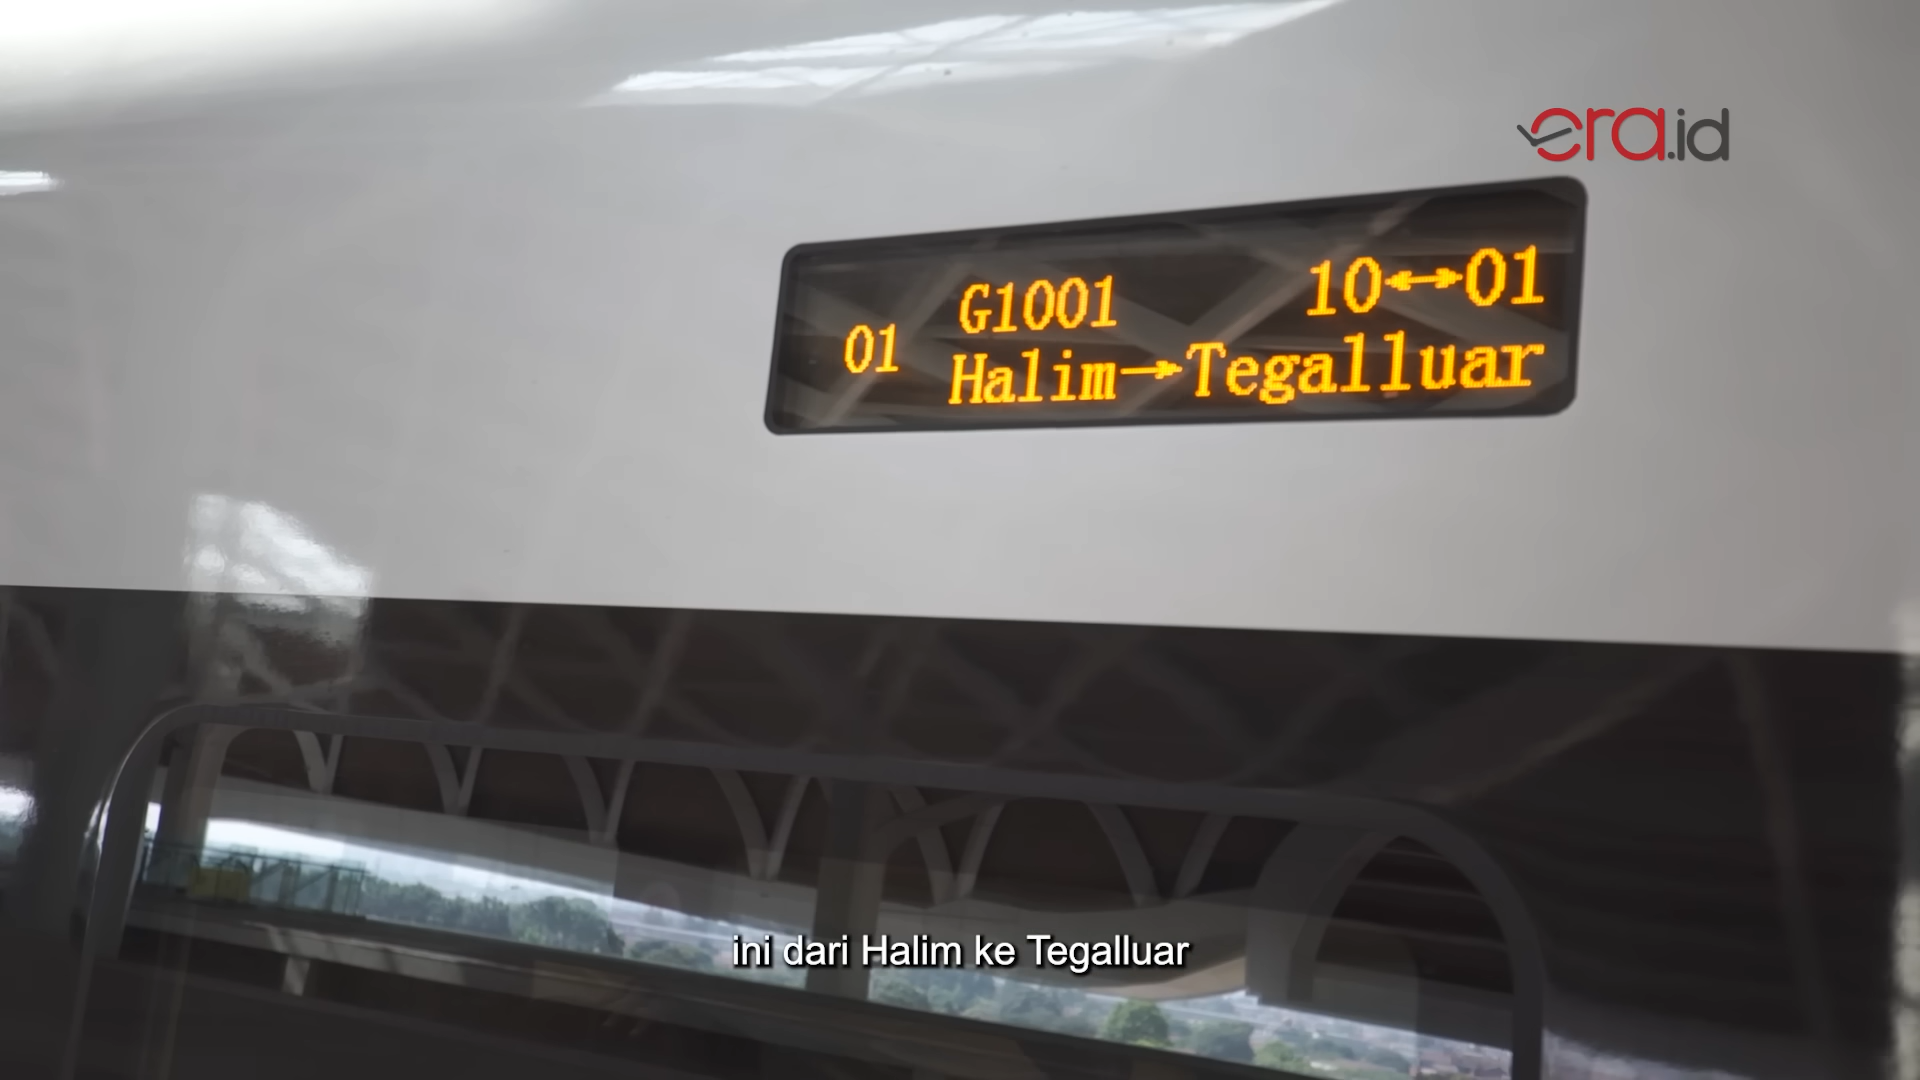 era.id
G1001 10↔01
01
Halim→Tegalluar
ini dari Halim ke Tegalluar